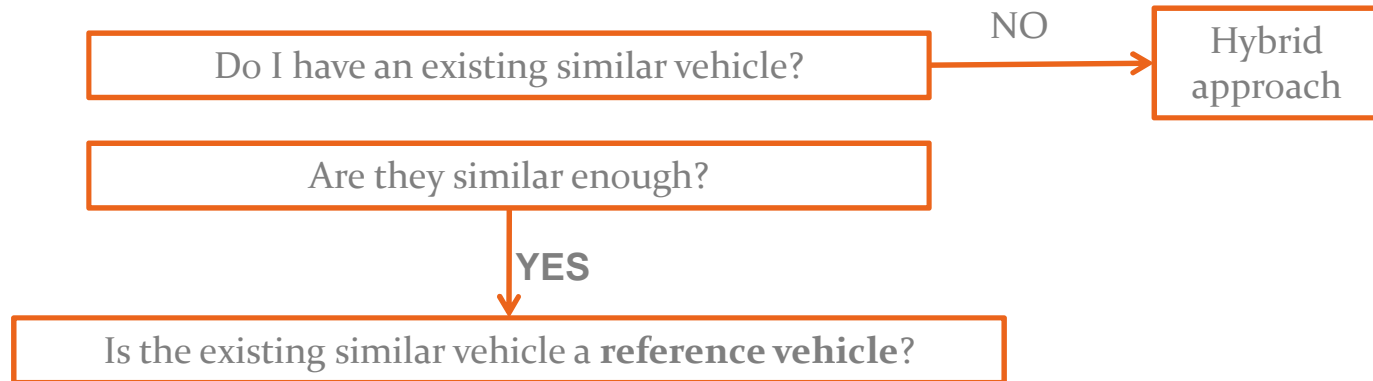 NO
Do I have an existing similar vehicle?
Hybrid
approach
Are they similar enough?
YES
Is the existing similar vehicle a reference vehicle?